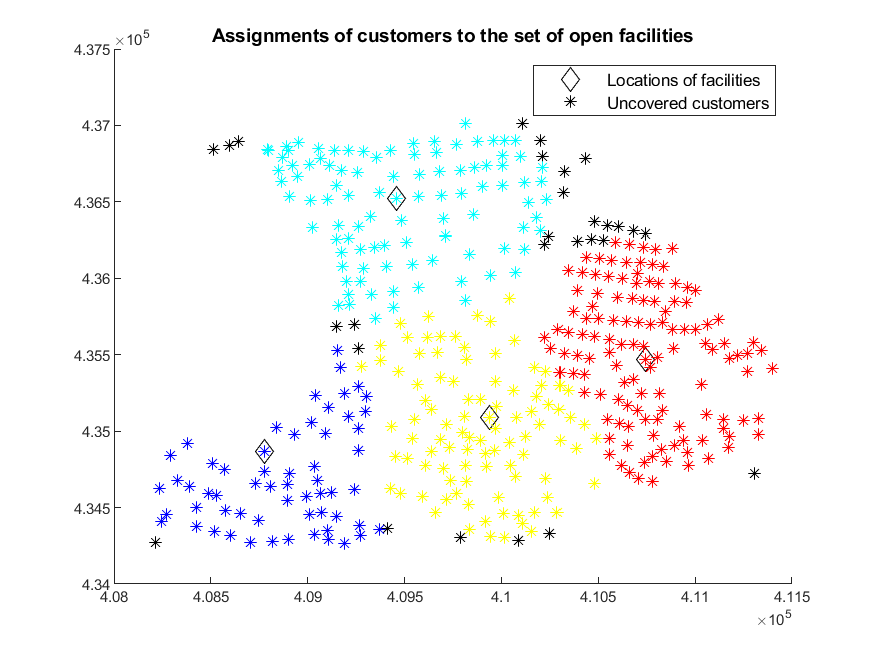 Assignments of customers to the set of open facilities
×10^5
4.375
4.37
4.365
4.36
4.355
4.35
4.345
4.34
Locations of facilities
Uncovered customers
4.08 4.085 4.09 4.095 4.1 4.105 4.11 4.115
×10^5